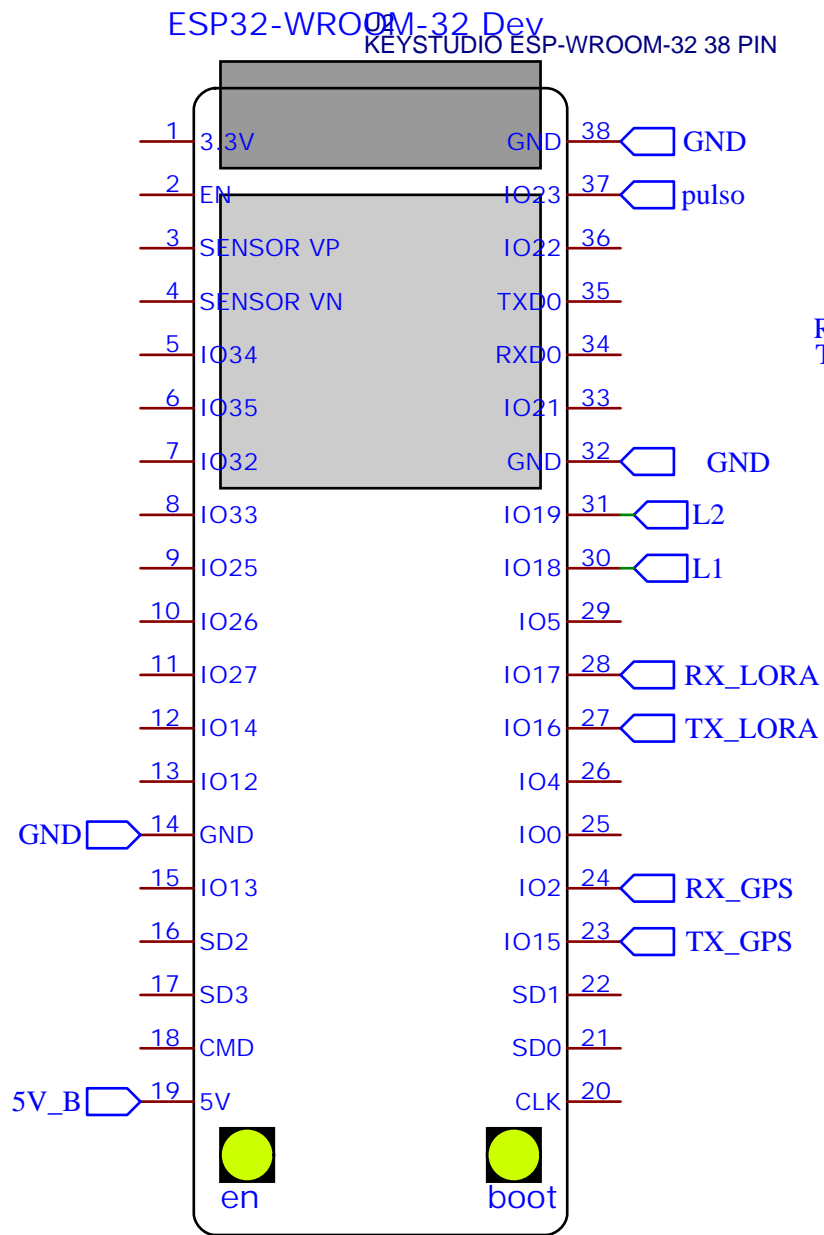 ESP32-WROOM-32 Dev
U2
KEYSTUDIO ESP-WROOM-32 38 PIN
1 3.3V GND 38 GND
2 EN IO23 37 pulso
3 SENSOR VP IO22 36
4 SENSOR VN TXD0 35
5 IO34 RXD0 34
6 IO35 IO21 33
7 IO32 GND 32 GND
8 IO33 IO19 31 L2
9 IO25 IO18 30 L1
10 IO26 IO5 29
11 IO27 IO17 28 RX_LORA
12 IO14 IO16 27 TX_LORA
13 IO12 IO4 26
GND 14 GND IO0 25
15 IO13 IO2 24 RX_GPS
16 SD2 IO15 23 TX_GPS
17 SD3 SD1 22
18 CMD SD0 21
5V_B 19 5V CLK 20
en boot